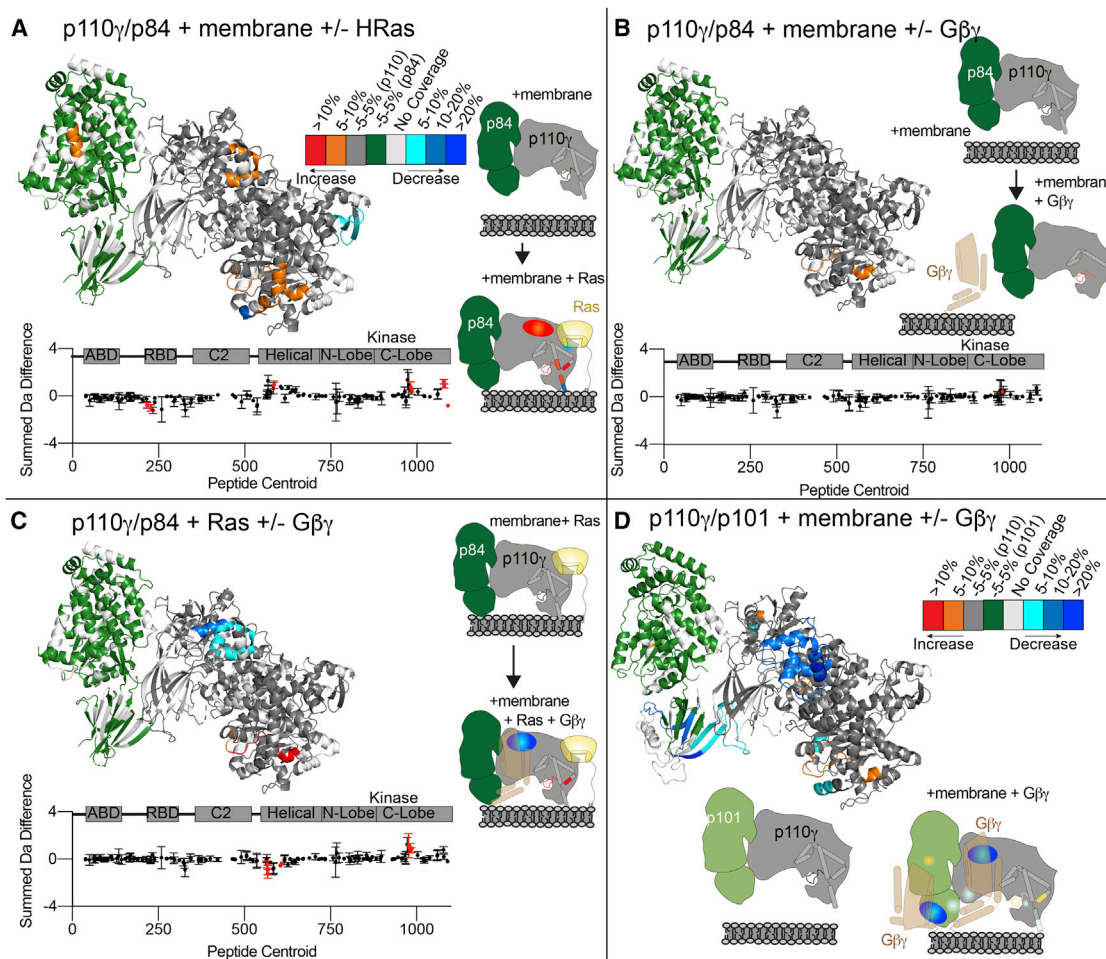 A
p110γ/p84 + membrane +/- HRas
>10%
5-10%
-5-5% (p110)
-5-5% (p84)
No Coverage
5-10%
10-20%
>20%
Increase
Decrease
+membrane
p84
p110γ
+membrane + Ras
Ras
p84
Kinase
ABD
RBD
C2
Helical
N-Lobe
C-Lobe
Summed Da Difference
4
0
-4
0
250
500
750
1000
Peptide Centroid
B
p110γ/p84 + membrane +/- Gβγ
p84
p110γ
+membrane
+membran
+ Gβγ
Gβγ
Kinase
ABD
RBD
C2
Helical
N-Lobe
C-Lobe
Summed Da Difference
4
0
-4
0
250
500
750
1000
Peptide Centroid
C
p110γ/p84 + Ras +/- Gβγ
membrane+ Ras
p84
p110γ
+membrane
+ Ras + Gβγ
Kinase
ABD
RBD
C2
Helical
N-Lobe
C-Lobe
Summed Da Difference
4
0
-4
0
250
500
750
1000
Peptide Centroid
D
p110γ/p101 + membrane +/- Gβγ
>10%
5-10%
-5-5% (p110)
-5-5% (p101)
No Coverage
5-10%
10-20%
>20%
Increase
Decrease
p101
p110γ
+membrane + Gβγ
Gβγ
Gβγ